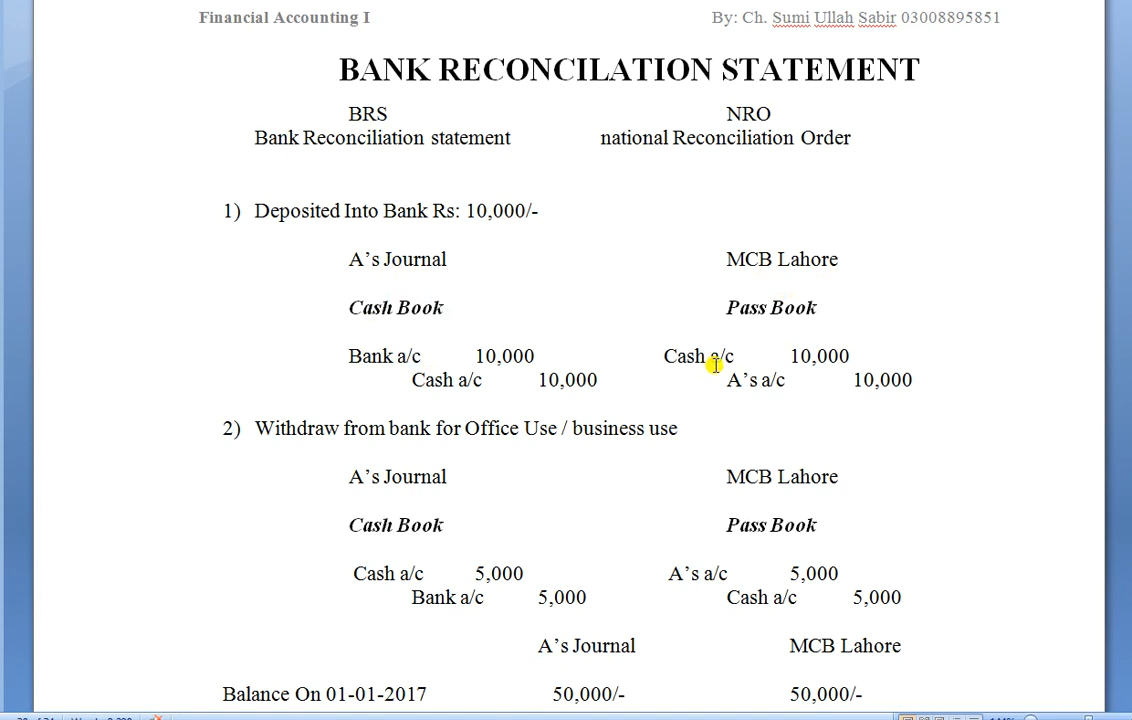 Financial Accounting I By: Ch. Sumi Ullah Sabir 03008895851
BANK RECONCILATION STATEMENT
BRS NRO
Bank Reconciliation statement national Reconciliation Order
1) Deposited Into Bank Rs: 10,000/-
A's Journal MCB Lahore
Cash Book Pass Book
Bank a/c 10,000 Cash a/c 10,000
Cash a/c 10,000 A's a/c 10,000
2) Withdraw from bank for Office Use / business use
A's Journal MCB Lahore
Cash Book Pass Book
Cash a/c 5,000 A's a/c 5,000
Bank a/c 5,000 Cash a/c 5,000
A's Journal MCB Lahore
Balance On 01-01-2017 50,000/- 50,000/-